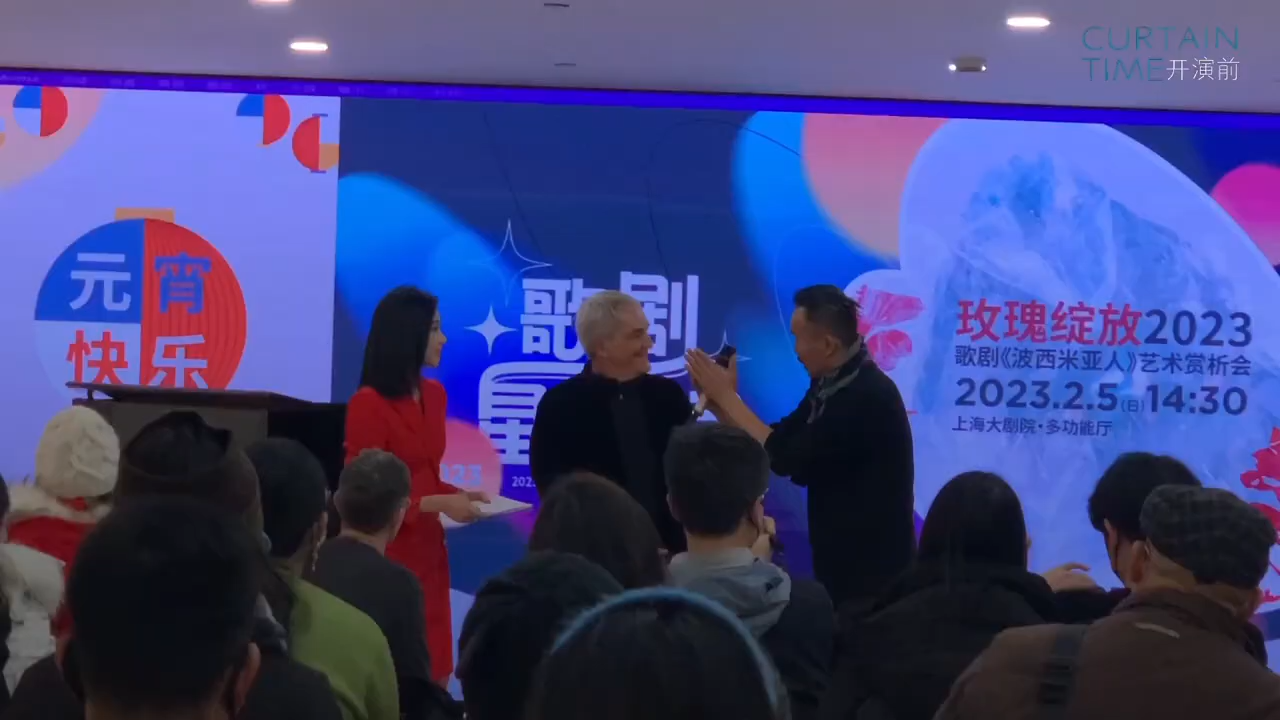 CURTAIN
TIME开演前
元宵
快乐
歌剧
玫瑰绽放2023
歌剧《波西米亚人》艺术赏析会
2023.2.5(日)14:30
上海大剧院·多功能厅